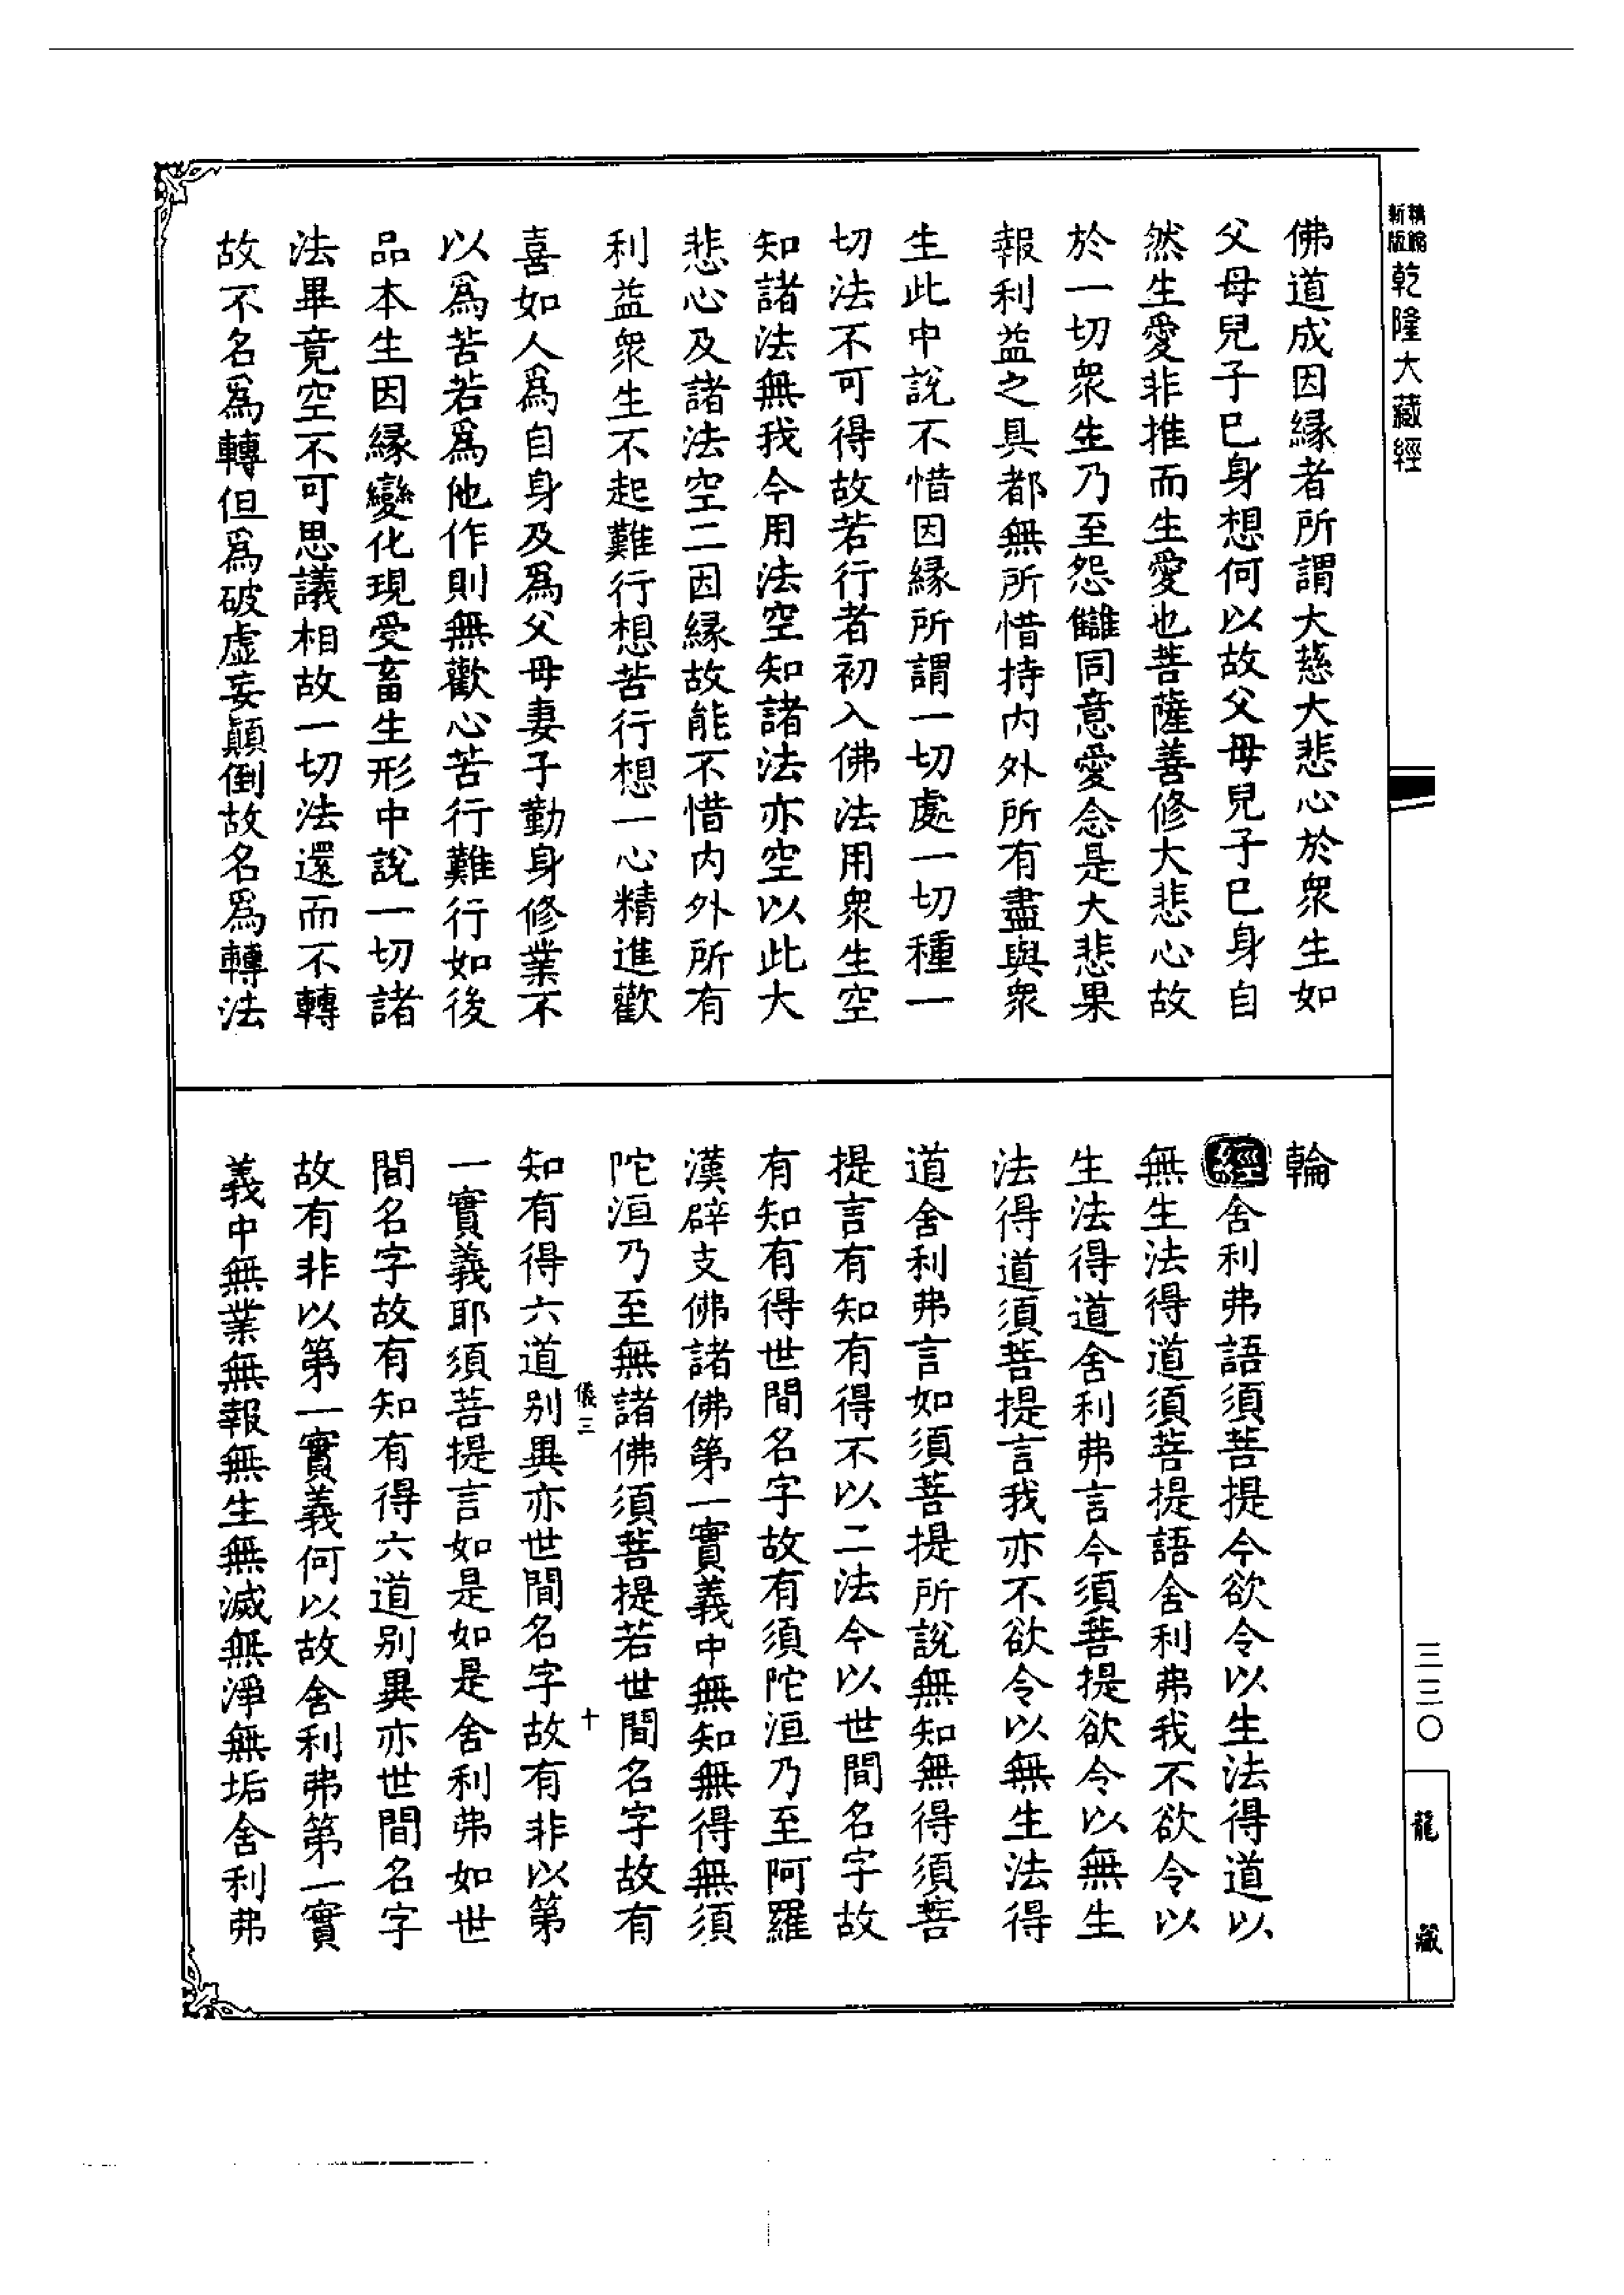 新版
精編
乾隆大藏經
佛道成因緣者所謂大慈大悲心於眾生如
父母兒子已身想何以故父母兒子已身自
然生愛非推而生愛也菩薩善修大悲心故
於一切眾生乃至怨讎同意愛念是大悲果
報利益之具都無所惜持內外所有盡與眾
生此中說不惜因緣所謂一切處一切種一
切法不可得故若行者初入佛法用眾生空
知諸法無我今用法空知諸法亦空以此大
悲心及諸法空二因緣故能不惜內外所有
利益眾生不起難行想苦行想一心精進歡
喜如人為自身及為父母妻子勤身修業不
以為苦若為他作則無歡心苦行難行如後
品本生因緣變化現受畜生形中說一切諸
法畢竟空不可思議相故一切法還而不轉
故不名為轉但為破虛妄顛倒故名為轉法
輪
經舍利弗語須菩提今欲令以生法得道以
無生法得道須菩提語舍利弗我不欲令以
生法得道舍利弗言今須菩提欲令以無生
法得道須菩提言我亦不欲令以無生法得
道舍利弗言如須菩提所說無知無得須菩
提言有知有得不以二法今以世間名字故
有知有得世間名字故有須陀洹乃至阿羅
漢辟支佛諸佛第一實義中無知無得無須
陀洹乃至無諸佛須菩提若世間名字故有
儀三
十
知有得六道別異亦世間名字故有非以第
一實義耶須菩提言如是如是舍利弗如世
間名字故有知有得六道別異亦世間名字
故有非以第一實義何以故舍利弗第一實
義中無業無報無生無滅無淨無垢舍利弗
三三〇
龍藏